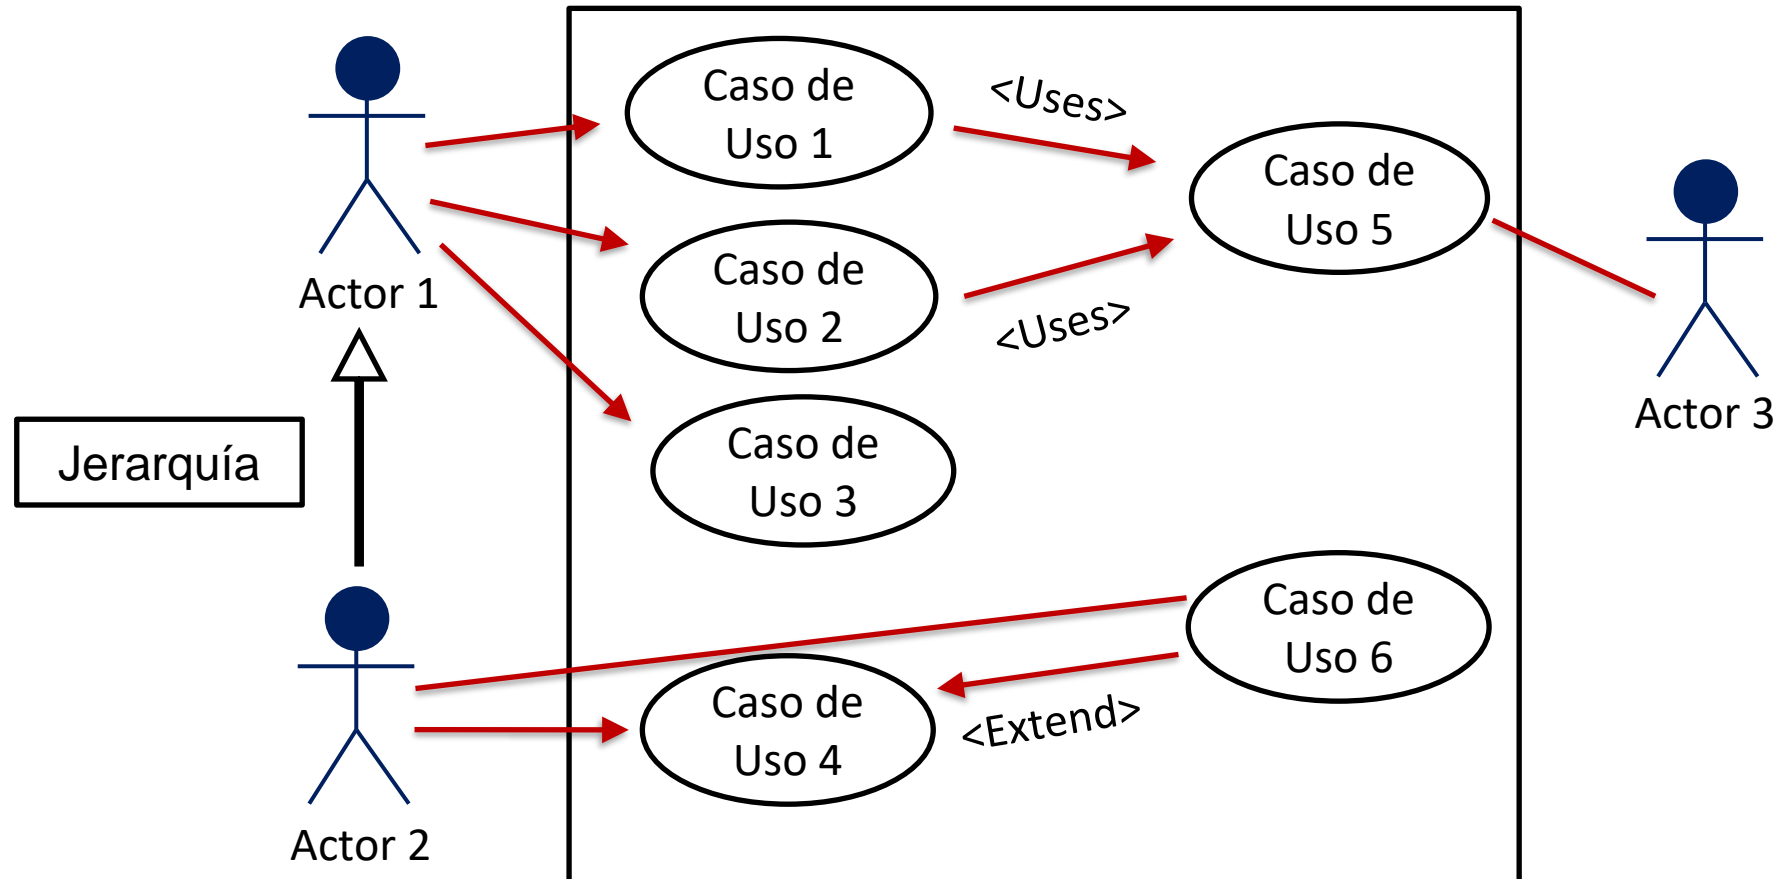 Caso de
Uso 1
<Uses>
Caso de
Uso 5
Actor 1
Caso de
Uso 2
<Uses>
Actor 3
Jerarquía
Caso de
Uso 3
Caso de
Uso 6
Caso de
Uso 4
<Extend>
Actor 2